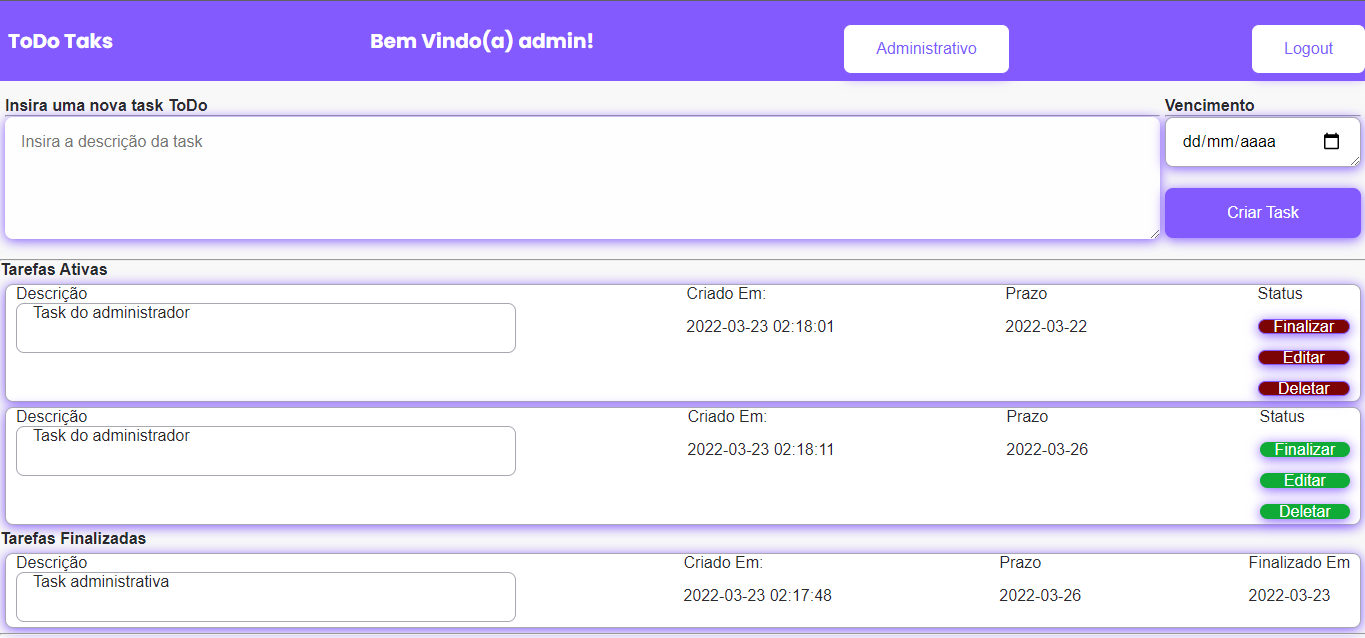 ToDo Taks Bem Vindo(a) admin! Administrativo Logout
Insira uma nova task ToDo Vencimento
Insira a descrição da task dd/mm/aaaa
Criar Task
Tarefas Ativas
Descrição Criado Em: Prazo Status
Task do administrador
2022-03-23 02:18:01 2022-03-22 Finalizar
Editar
Deletar
Descrição Criado Em: Prazo Status
Task do administrador
2022-03-23 02:18:11 2022-03-26 Finalizar
Editar
Deletar
Tarefas Finalizadas
Descrição Criado Em: Prazo Finalizado Em
Task administrativa
2022-03-23 02:17:48 2022-03-26 2022-03-23